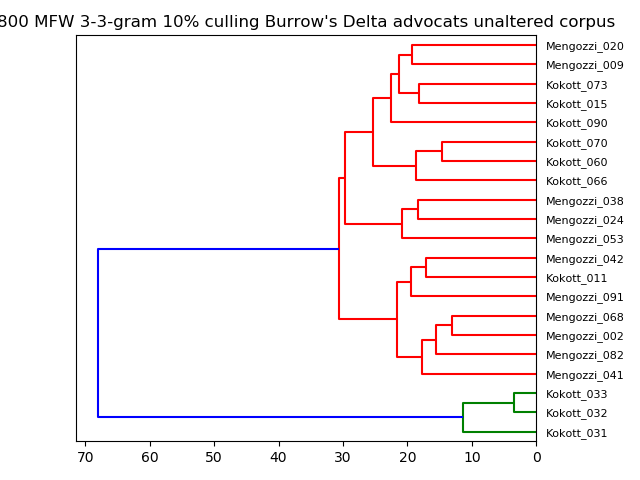 800 MFW 3-3-gram 10% culling Burrow's Delta advocats unaltered corpus
Mengozzi_020
Mengozzi_009
Kokott_073
Kokott_015
Kokott_090
Kokott_070
Kokott_060
Kokott_066
Mengozzi_038
Mengozzi_024
Mengozzi_053
Mengozzi_042
Kokott_011
Mengozzi_091
Mengozzi_068
Mengozzi_002
Mengozzi_082
Mengozzi_041
Kokott_033
Kokott_032
Kokott_031
70 60 50 40 30 20 10 0